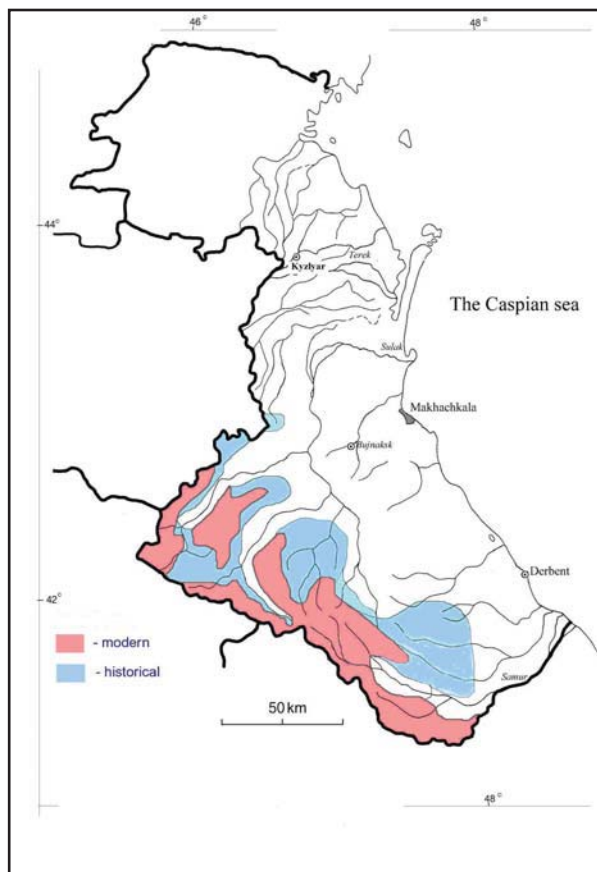 46°
48°
44°
Kyzlyar
Terek
The Caspian sea
Sulak
Makhachkala
Bujnaksk
Derbent
42°
- modern
- historical
Samur
50 km
48°